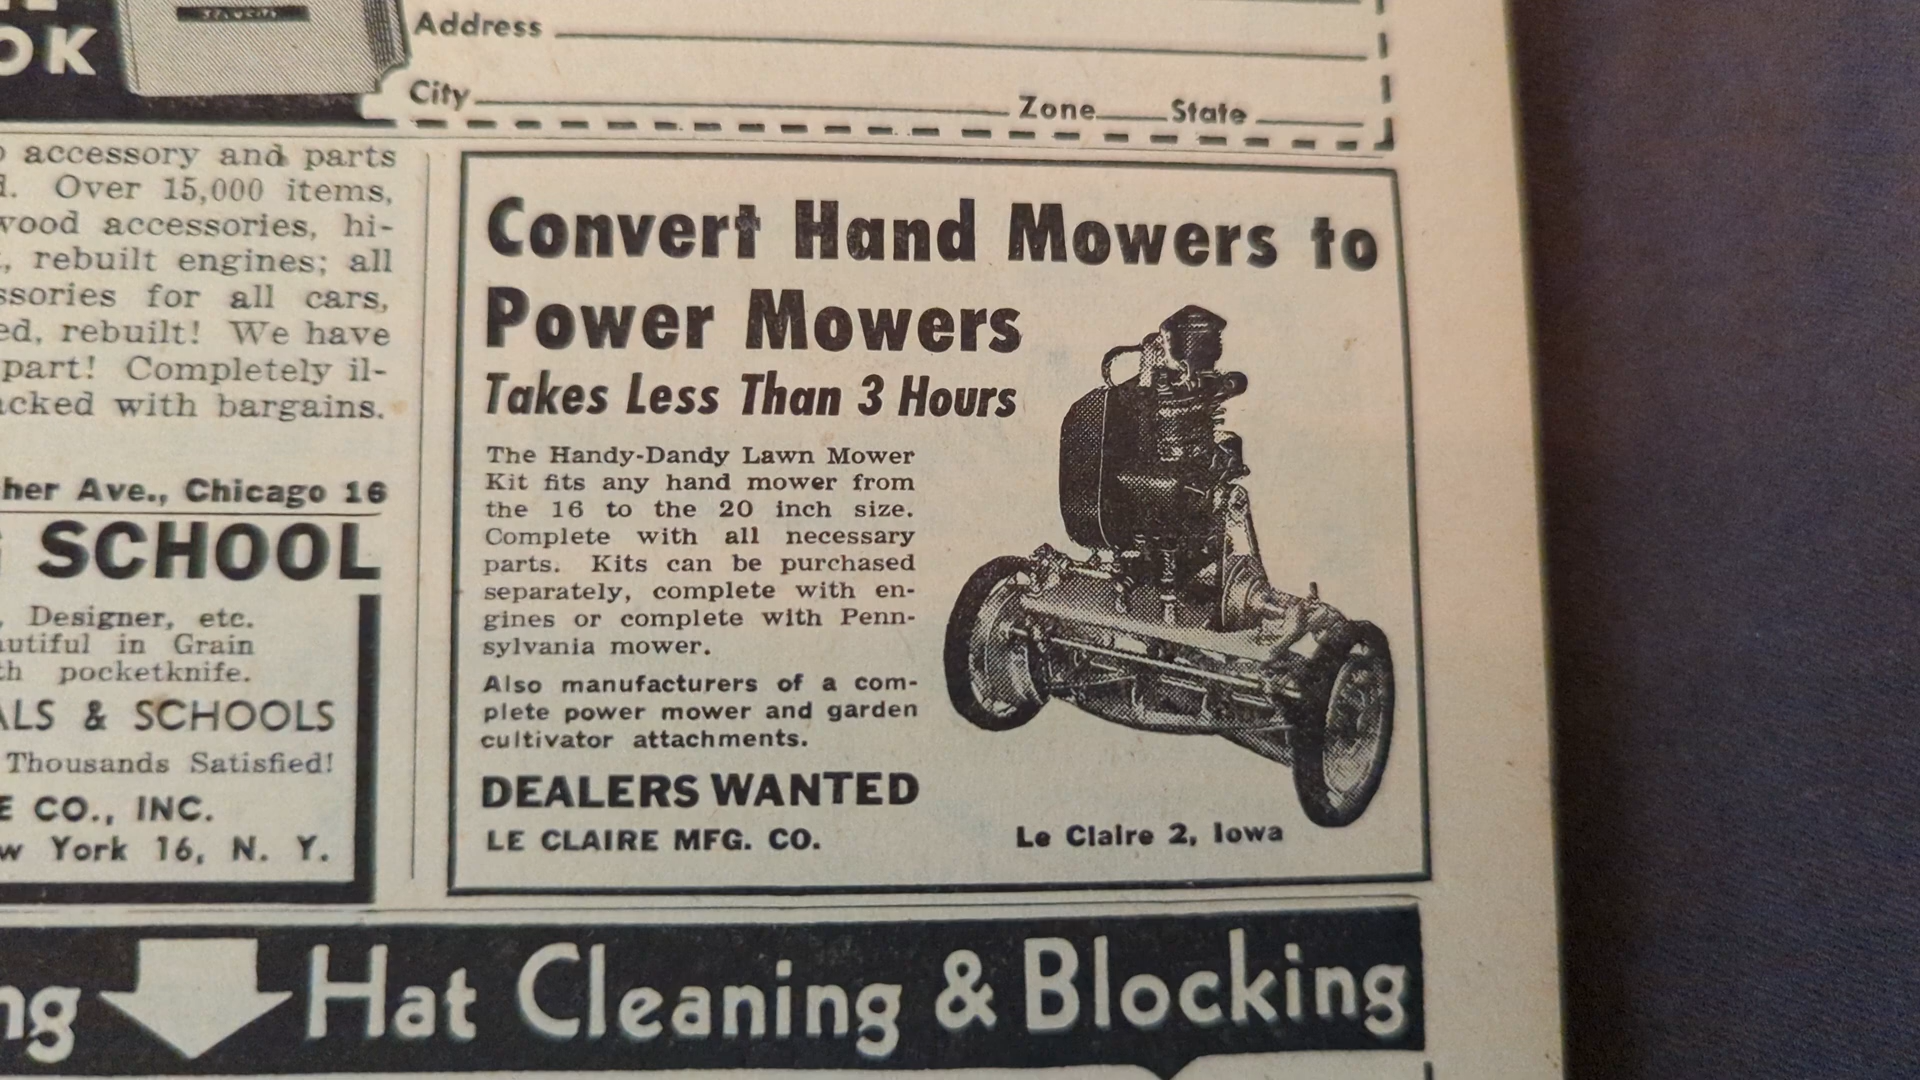 OK
Address
City Zone State
accessory and parts
Over 15,000 items,
wood accessories, hi-
, rebuilt engines; all
ssories for all cars,
ed, rebuilt! We have
part! Completely il-
acked with bargains.
her Ave., Chicago 16
SCHOOL
, Designer, etc.
autiful in Grain
th pocketknife.
ALS & SCHOOLS
Thousands Satisfied!
E CO., INC.
w York 16, N. Y.
Convert Hand Mowers to
Power Mowers
Takes Less Than 3 Hours
The Handy-Dandy Lawn Mower
Kit fits any hand mower from
the 16 to the 20 inch size.
Complete with all necessary
parts. Kits can be purchased
separately, complete with en-
gines or complete with Penn-
sylvania mower.
Also manufacturers of a com-
plete power mower and garden
cultivator attachments.
DEALERS WANTED
LE CLAIRE MFG. CO. Le Claire 2, Iowa
ng Hat Cleaning & Blocking